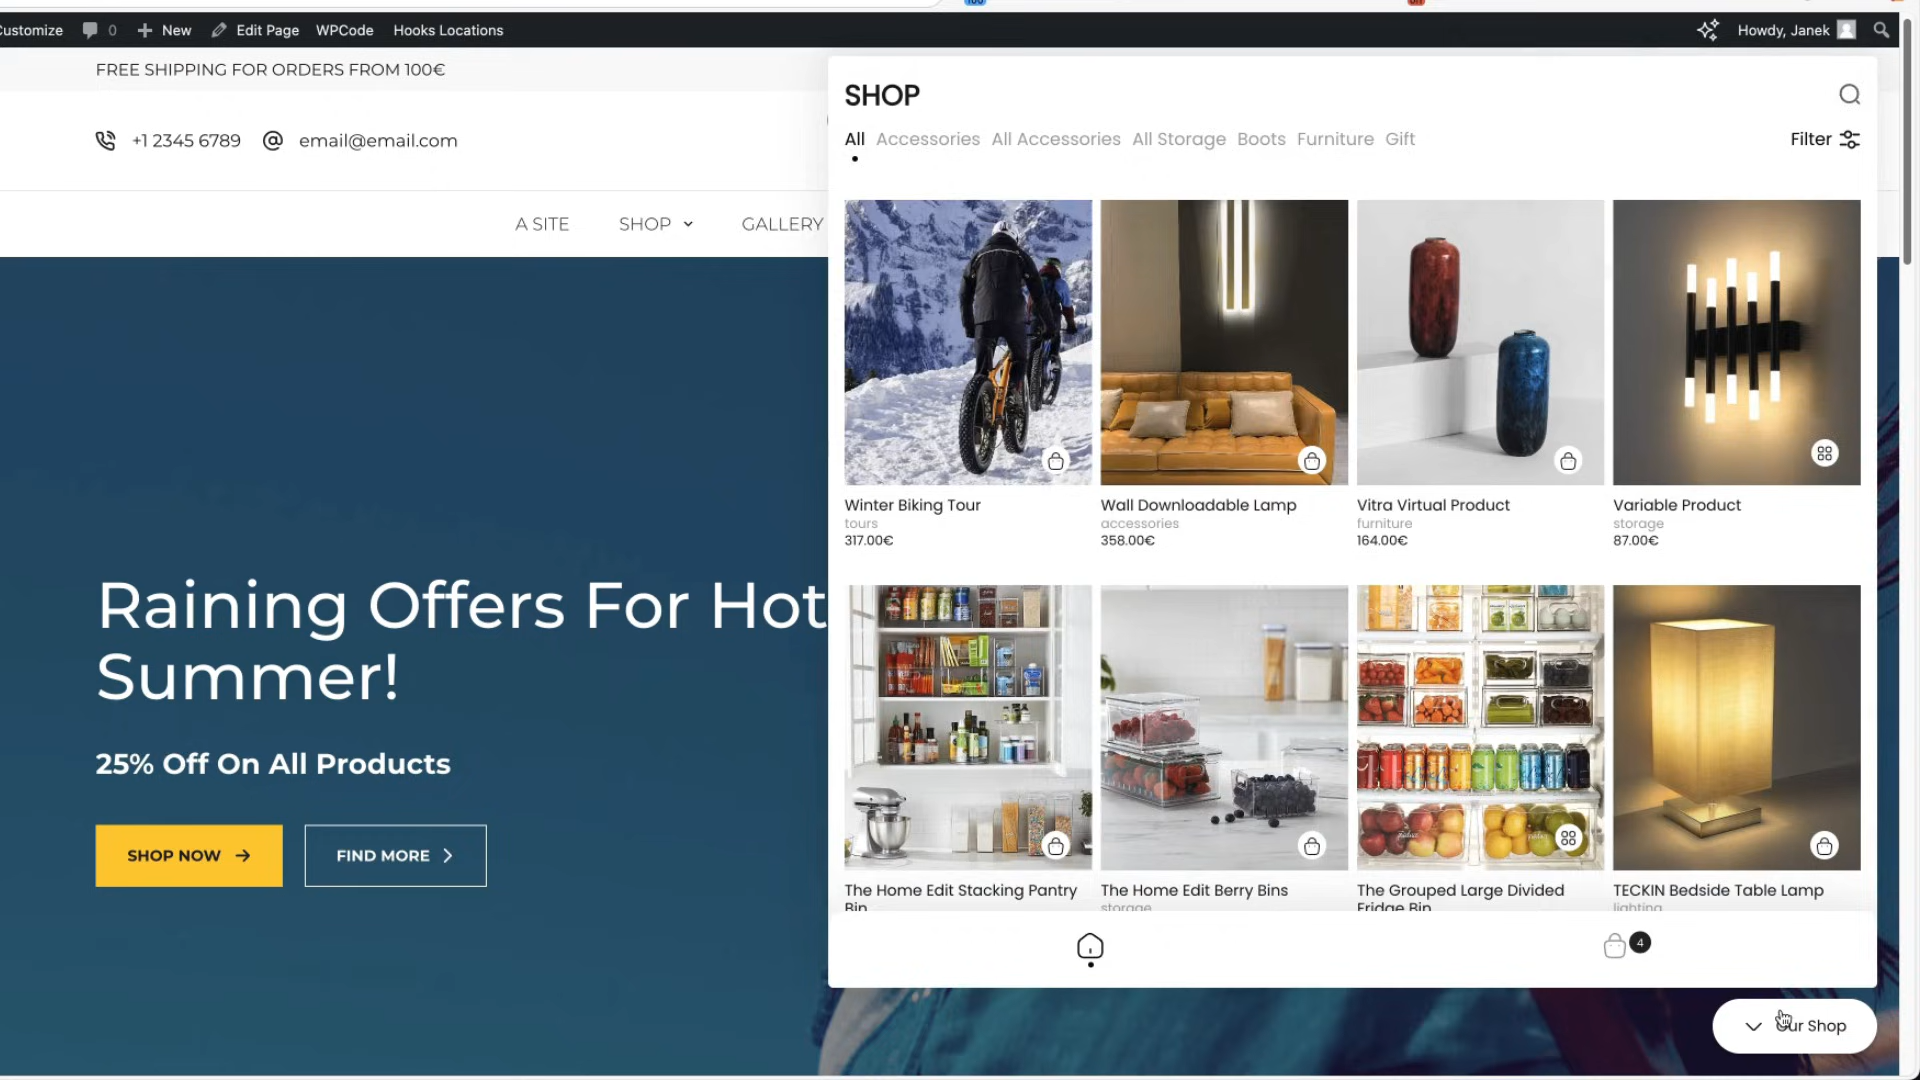 Customize
0
New
Edit Page
WPCode
Hooks Locations
Howdy, Janek
FREE SHIPPING FOR ORDERS FROM 100€
+1 2345 6789
email@email.com
A SITE
SHOP
GALLERY
Raining Offers For Hot
Summer!
25% Off On All Products
SHOP NOW
FIND MORE
SHOP
All Accessories All Accessories All Storage Boots Furniture Gift
Filter
Winter Biking Tour
tours
317.00€
Wall Downloadable Lamp
accessories
358.00€
Vitra Virtual Product
furniture
164.00€
Variable Product
storage
87.00€
The Home Edit Stacking Pantry
Bin
The Home Edit Berry Bins
storage
The Grouped Large Divided
Fridge Bin
TECKIN Bedside Table Lamp
lighting
4
Our Shop